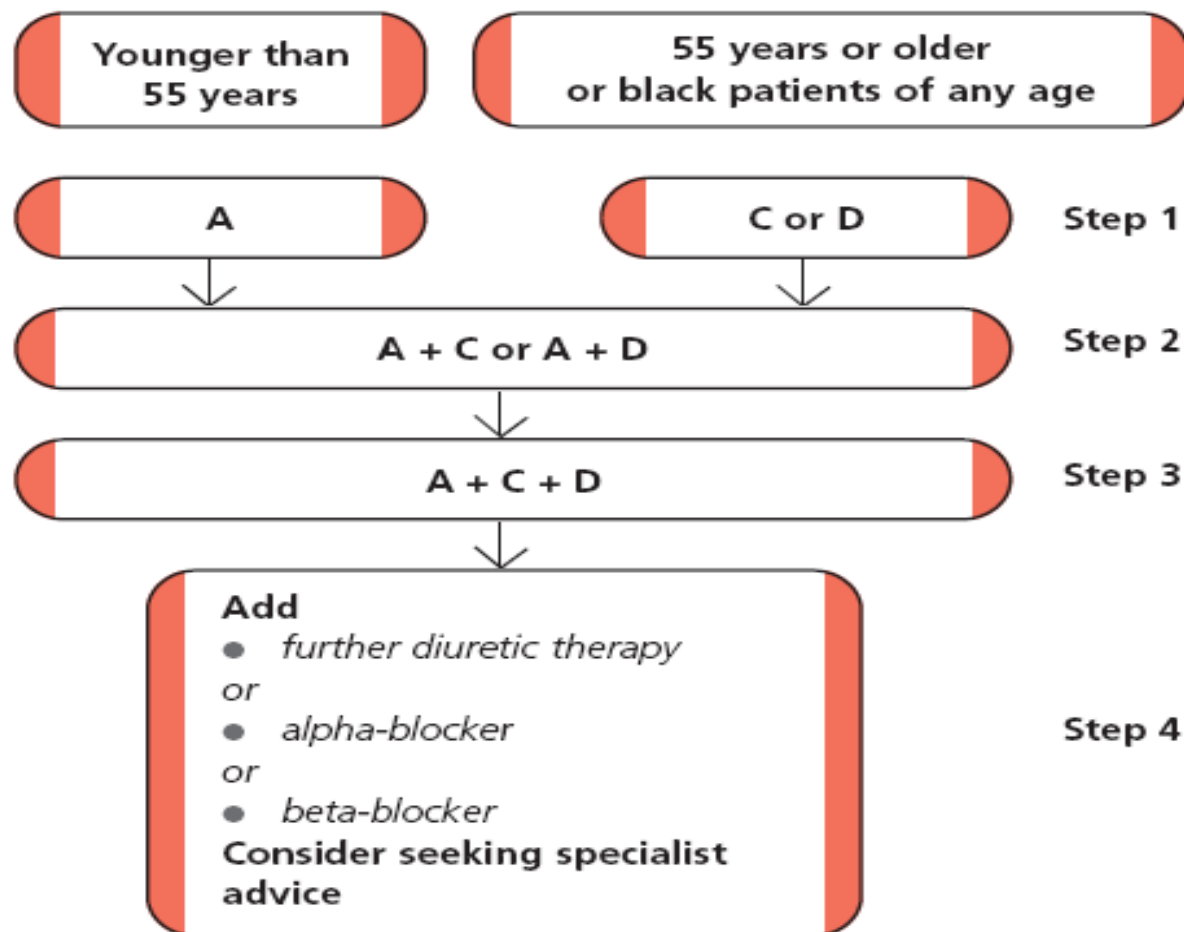 Younger than
55 years
55 years or older
or black patients of any age
A
C or D
Step 1
A + C or A + D
Step 2
A + C + D
Step 3
Add
● further diuretic therapy
or
● alpha-blocker
or
● beta-blocker
Consider seeking specialist
advice
Step 4